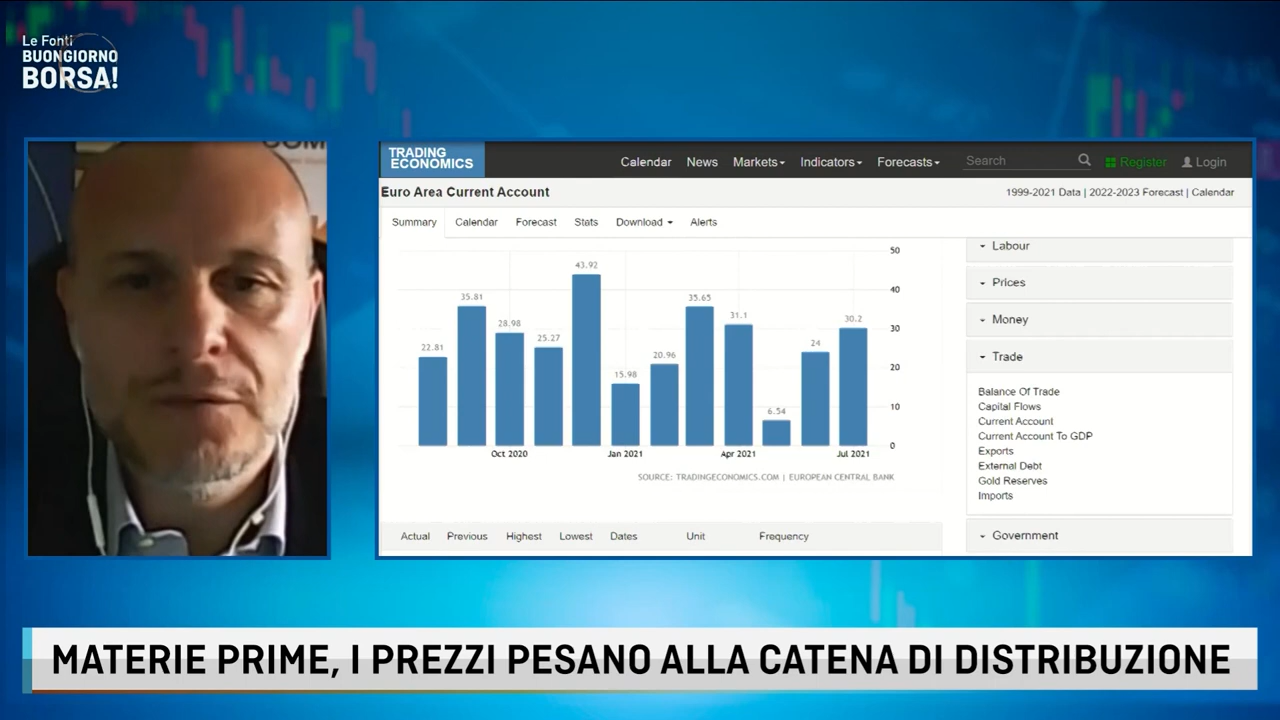 Le Fonti
BUONGIORNO
BORSA!
COM
TRADING
ECONOMICS
Calendar News Markets Indicators Forecasts Search Register Login
Euro Area Current Account
1999-2021 Data | 2022-2023 Forecast | Calendar
Summary Calendar Forecast Stats Download Alerts
50
40
30
20
10
0
22.81
35.81
28.98
25.27
43.92
15.98
20.96
35.65
31.1
6.54
24
30.2
Oct 2020 Jan 2021 Apr 2021 Jul 2021
SOURCE: TRADINGECONOMICS.COM | EUROPEAN CENTRAL BANK
Actual Previous Highest Lowest Dates Unit Frequency
Labour
Prices
Money
Trade
Balance Of Trade
Capital Flows
Current Account
Current Account To GDP
Exports
External Debt
Gold Reserves
Imports
Government
MATERIE PRIME, I PREZZI PESANO ALLA CATENA DI DISTRIBUZIONE